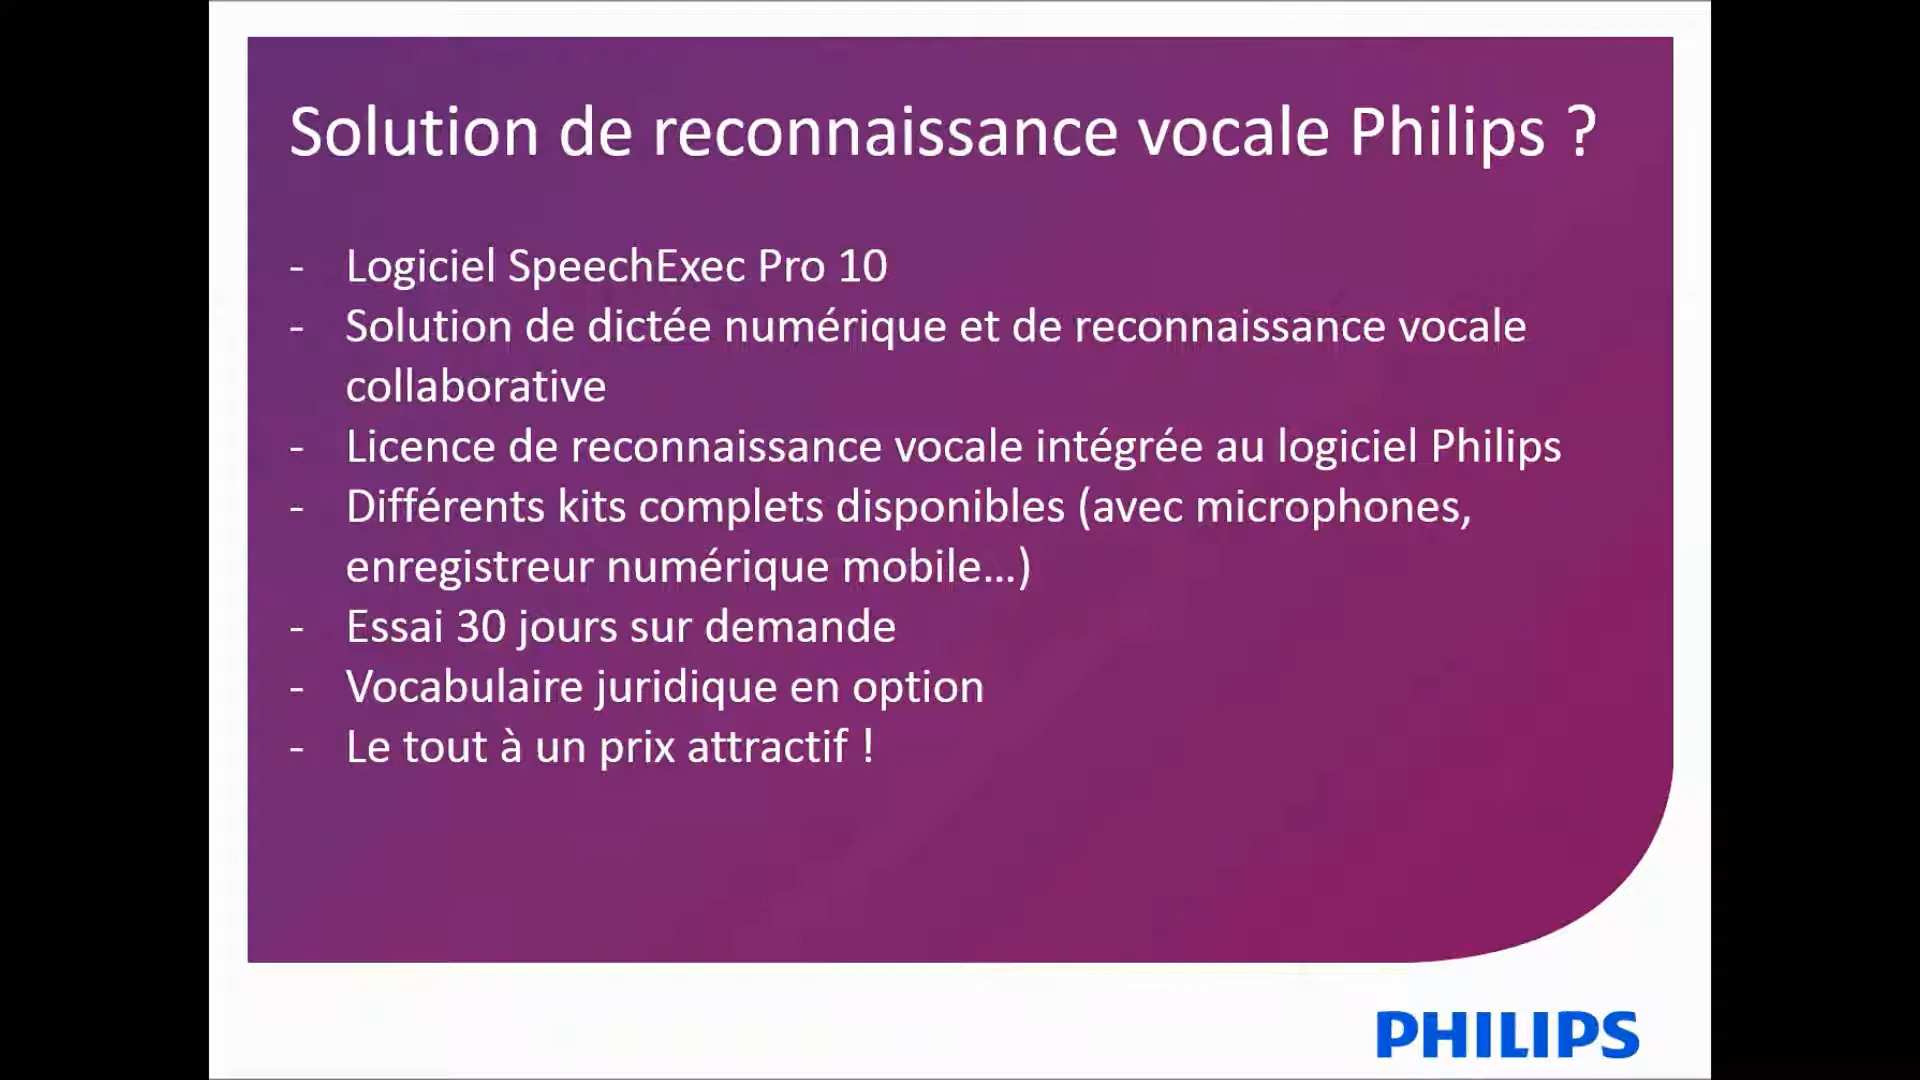 Solution de reconnaissance vocale Philips ?
- Logiciel SpeechExec Pro 10
- Solution de dictée numérique et de reconnaissance vocale
collaborative
- Licence de reconnaissance vocale intégrée au logiciel Philips
- Différents kits complets disponibles (avec microphones,
enregistreur numérique mobile...)
- Essai 30 jours sur demande
- Vocabulaire juridique en option
- Le tout à un prix attractif !
PHILIPS